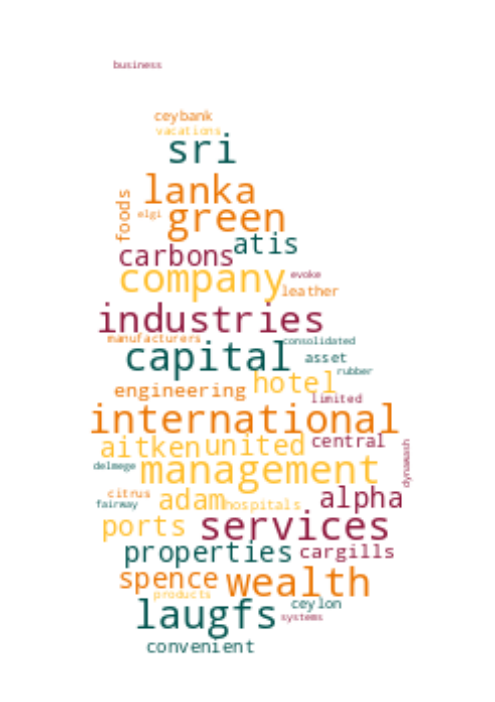 business
ceybank
vacations
sri
lanka
foods
elgi
green
atis
carbons
company
evoke
leather
industries
manufacturers
consolidated
capital
asset
rubber
hotel
engineering
limited
international
aitken
united
central
delmege
management
dynawash
citrus
adam
alpha
fairway
hospitals
ports
services
properties
cargills
spence
wealth
products
laugfs
ceylon
systems
convenient